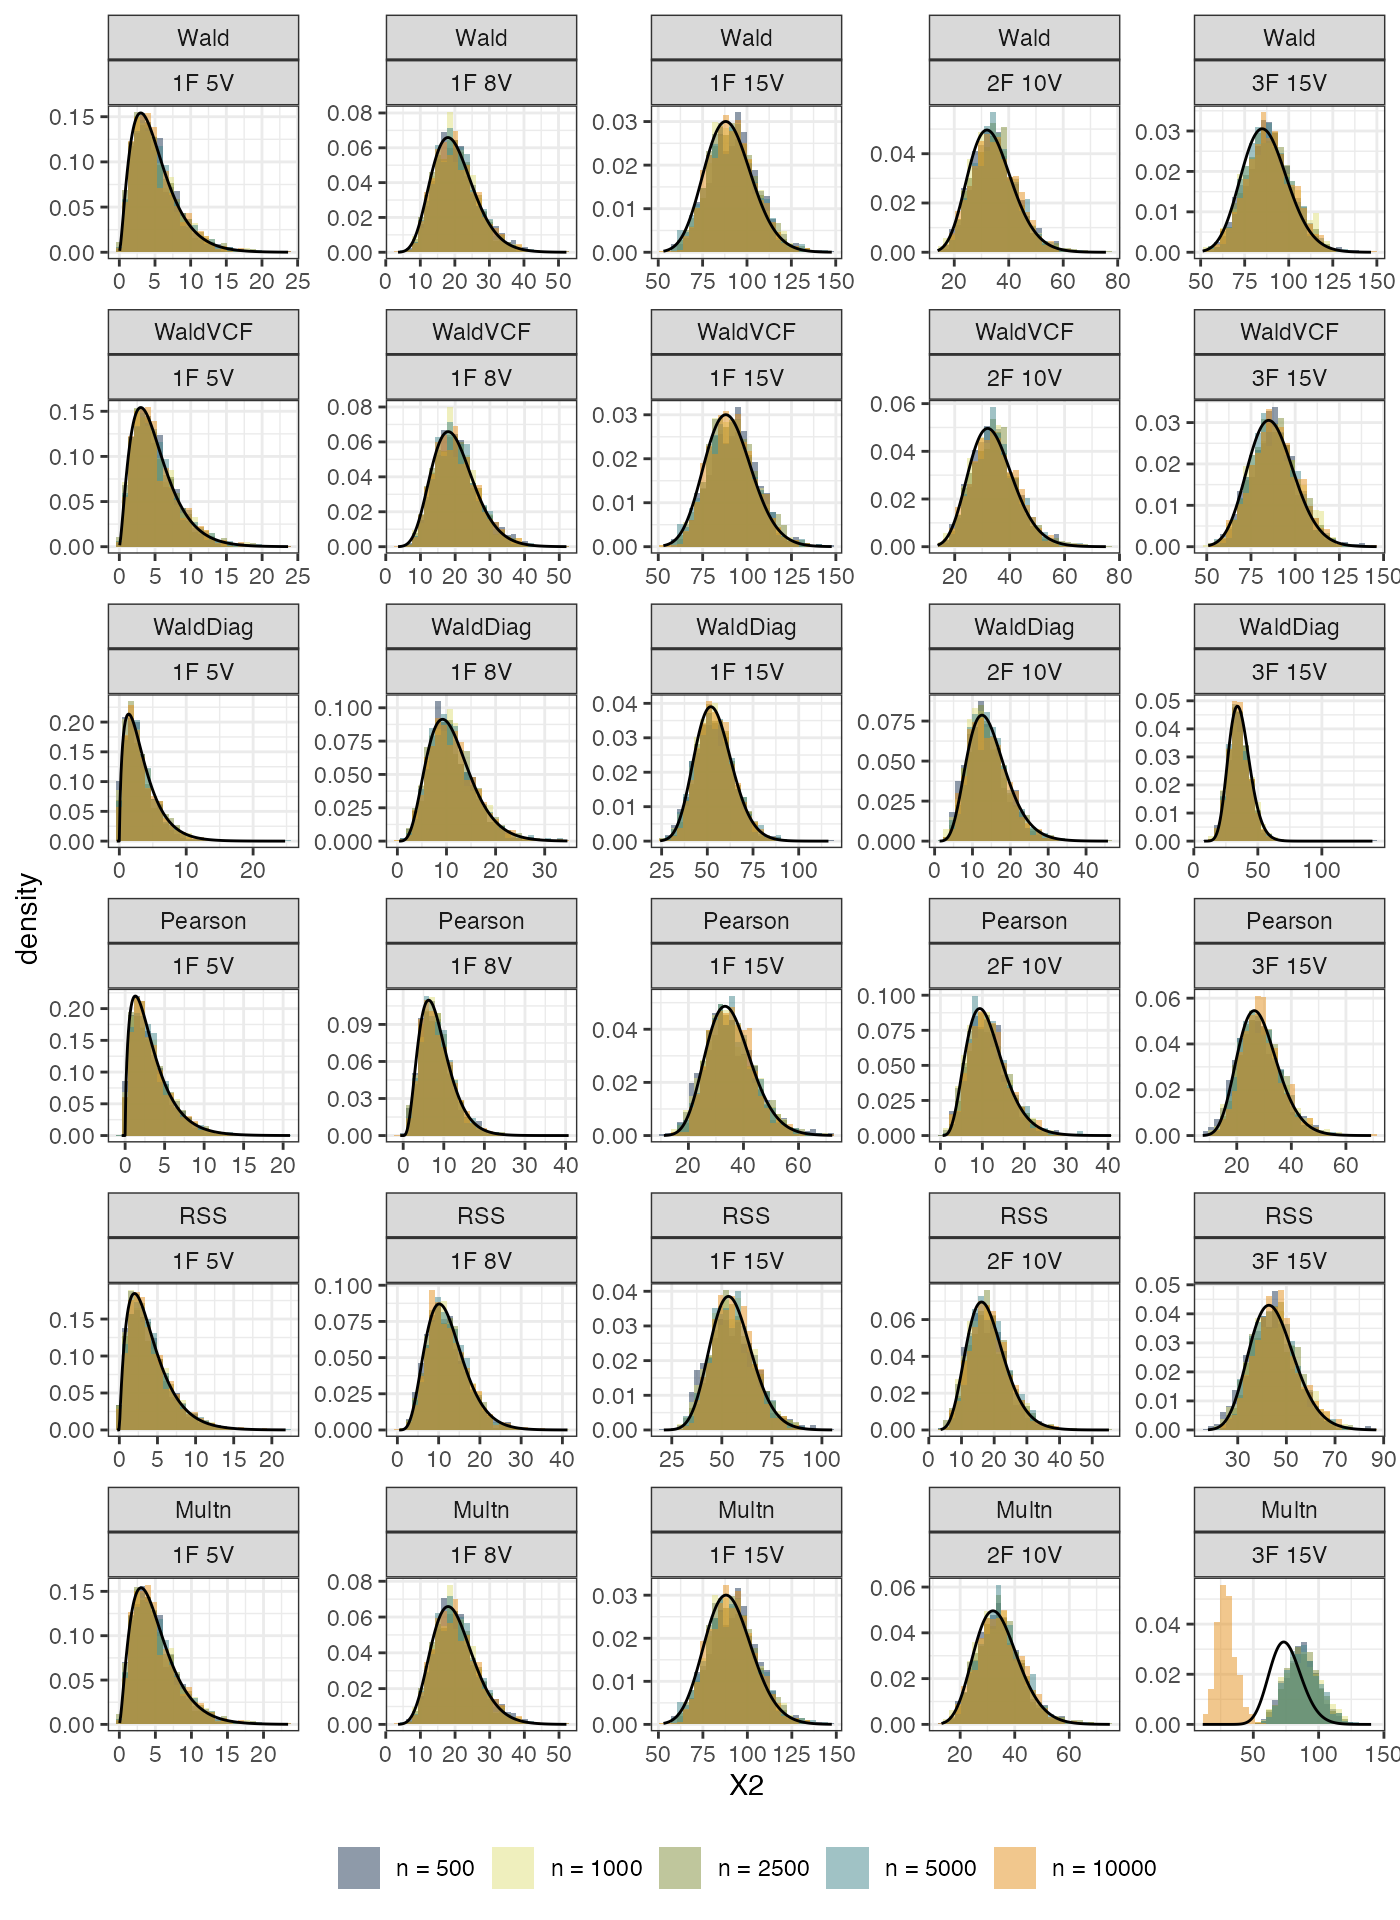 Wald Wald Wald Wald Wald
1F 5V 1F 8V 1F 15V 2F 10V 3F 15V
0.15 0.10 0.05 0.00 0.08 0.06 0.04 0.02 0.00 0.03 0.02 0.01 0.00 0.04 0.02 0.00 0.03 0.02 0.01 0.00
0 5 10 15 20 25 0 10 20 30 40 50 50 75 100 125 150 20 40 60 80 50 75 100 125 150
WaldVCF WaldVCF WaldVCF WaldVCF WaldVCF
1F 5V 1F 8V 1F 15V 2F 10V 3F 15V
0.15 0.10 0.05 0.00 0.08 0.06 0.04 0.02 0.00 0.03 0.02 0.01 0.00 0.06 0.04 0.02 0.00 0.03 0.02 0.01 0.00
0 5 10 15 20 25 0 10 20 30 40 50 50 75 100 125 150 20 40 60 80 50 75 100 125 150
WaldDiag WaldDiag WaldDiag WaldDiag WaldDiag
1F 5V 1F 8V 1F 15V 2F 10V 3F 15V
0.20 0.15 0.10 0.05 0.00 0.100 0.075 0.050 0.025 0.000 0.04 0.03 0.02 0.01 0.00 0.075 0.050 0.025 0.000 0.05 0.04 0.03 0.02 0.01 0.00
0 10 20 0 10 20 30 25 50 75 100 0 10 20 30 40 0 50 100
density
Pearson Pearson Pearson Pearson Pearson
1F 5V 1F 8V 1F 15V 2F 10V 3F 15V
0.20 0.15 0.10 0.05 0.00 0.09 0.06 0.03 0.00 0.04 0.02 0.00 0.100 0.075 0.050 0.025 0.000 0.06 0.04 0.02 0.00
0 5 10 15 20 0 10 20 30 40 20 40 60 0 10 20 30 40 20 40 60
RSS RSS RSS RSS RSS
1F 5V 1F 8V 1F 15V 2F 10V 3F 15V
0.15 0.10 0.05 0.00 0.100 0.075 0.050 0.025 0.000 0.04 0.03 0.02 0.01 0.00 0.06 0.04 0.02 0.00 0.05 0.04 0.03 0.02 0.01 0.00
0 5 10 15 20 0 10 20 30 40 25 50 75 100 0 10 20 30 40 50 30 50 70 90
Multn Multn Multn Multn Multn
1F 5V 1F 8V 1F 15V 2F 10V 3F 15V
0.15 0.10 0.05 0.00 0.08 0.06 0.04 0.02 0.00 0.03 0.02 0.01 0.00 0.06 0.04 0.02 0.00 0.04 0.02 0.00
0 5 10 15 20 0 10 20 30 40 50 50 75 100 125 150 20 40 60 50 100 150
X2
n = 500 n = 1000 n = 2500 n = 5000 n = 10000